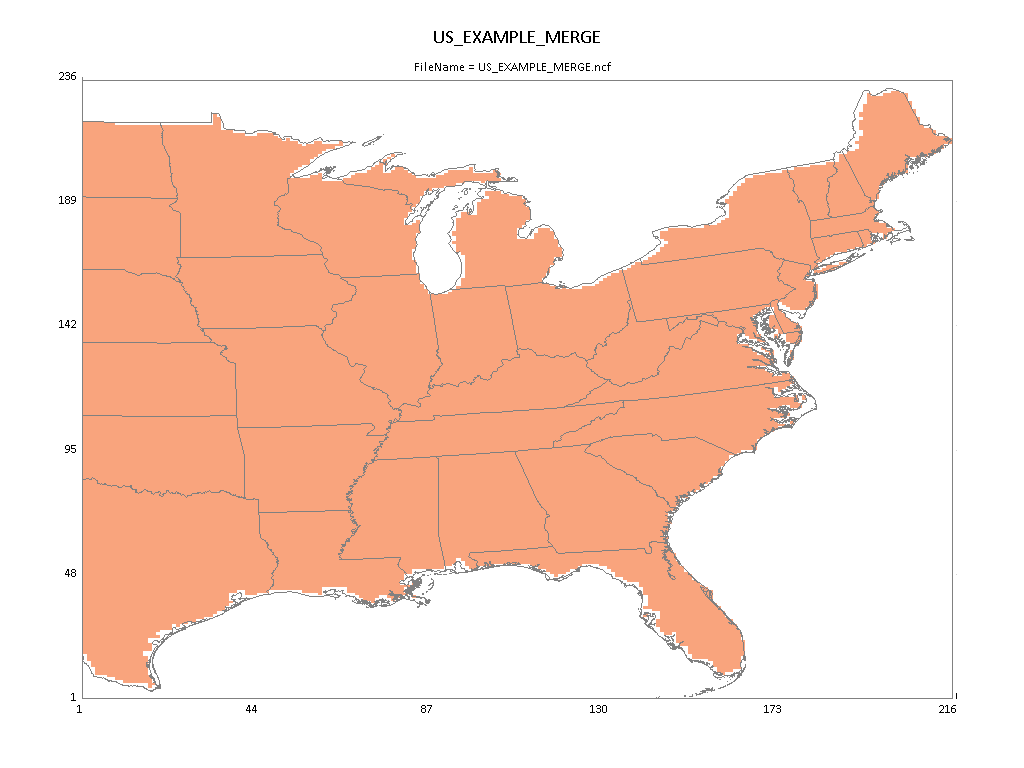 US_EXAMPLE_MERGE
FileName = US_EXAMPLE_MERGE.ncf
236
189
142
95
48
1
1 44 87 130 173 216